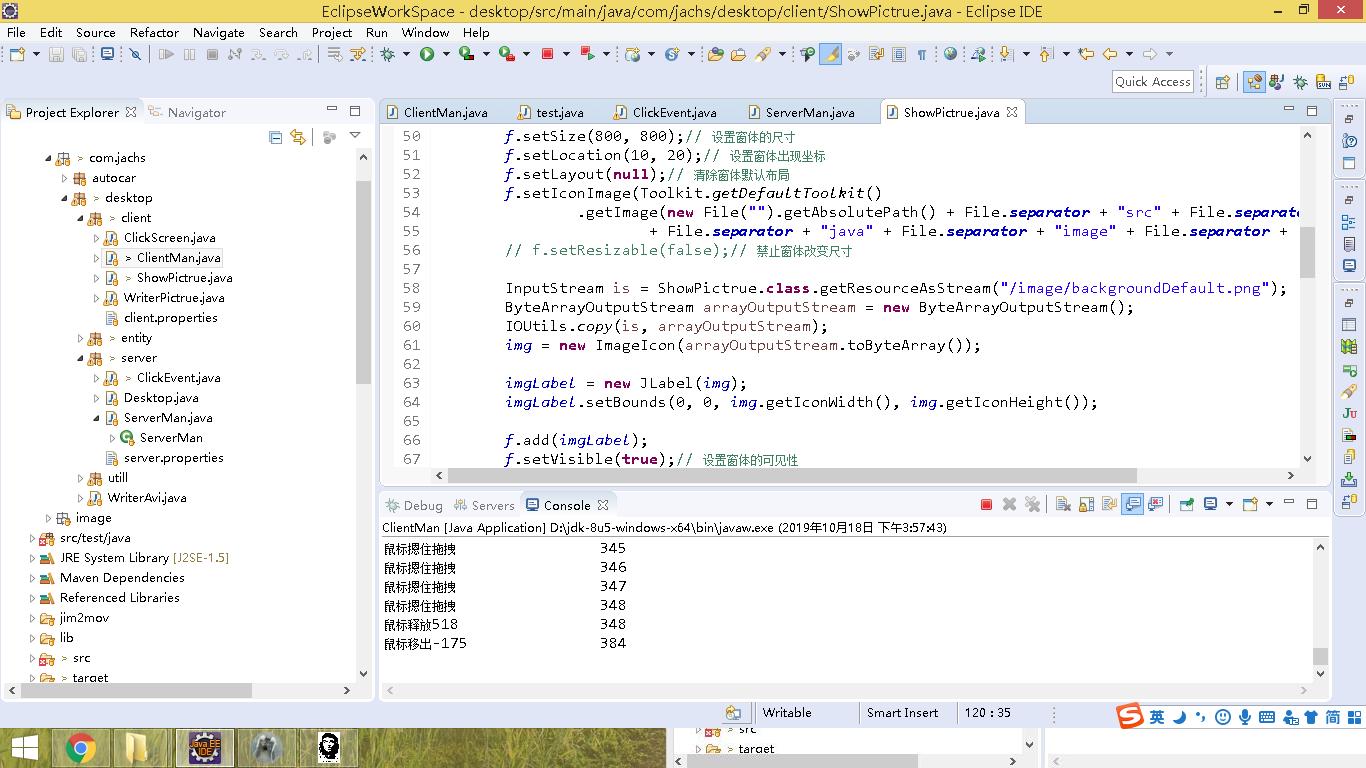 EclipseWorkSpace - desktop/src/main/java/com/jachs/desktop/client/ShowPictrue.java - Eclipse IDE
File Edit Source Refactor Navigate Search Project Run Window Help
Quick Access
Project Explorer Navigator
> com.jachs
autocar
> desktop
> client
ClickScreen.java
> ClientMan.java
> ShowPictrue.java
WriterPictrue.java
client.properties
> entity
> server
> ClickEvent.java
Desktop.java
ServerMan.java
ServerMan
server.properties
utill
WriterAvi.java
image
src/test/java
JRE System Library [J2SE-1.5]
Maven Dependencies
Referenced Libraries
jim2mov
lib
> src
> target
ClientMan.java test.java ClickEvent.java ServerMan.java ShowPictrue.java
50 f.setSize(800, 800);// 设置窗体的尺寸
51 f.setLocation(10, 20);// 设置窗体出现坐标
52 f.setLayout(null);// 清除窗体默认布局
53 f.setIconImage(Toolkit.getDefaultToolkit()
54 .getImage(new File("").getAbsolutePath() + File.separator + "src" + File.separat
55 + File.separator + "java" + File.separator + "image" + File.separator +
56 // f.setResizable(false);// 禁止窗体改变尺寸
57
58 InputStream is = ShowPictrue.class.getResourceAsStream("/image/backgroundDefault.png");
59 ByteArrayOutputStream arrayOutputStream = new ByteArrayOutputStream();
60 IOUtils.copy(is, arrayOutputStream);
61 img = new ImageIcon(arrayOutputStream.toByteArray());
62
63 imgLabel = new JLabel(img);
64 imgLabel.setBounds(0, 0, img.getIconWidth(), img.getIconHeight());
65
66 f.add(imgLabel);
67 f.setVisible(true);// 设置窗体的可见性
Debug Servers Console
ClientMan [Java Application] D:\jdk-8u5-windows-x64\bin\javaw.exe (2019年10月18日 下午3:57:43)
鼠标摁住拖拽 345
鼠标摁住拖拽 346
鼠标摁住拖拽 347
鼠标摁住拖拽 348
鼠标释放518 348
鼠标移出-175 384
Writable Smart Insert 120 : 35
英 简
Java EE
IDE
> src
> target